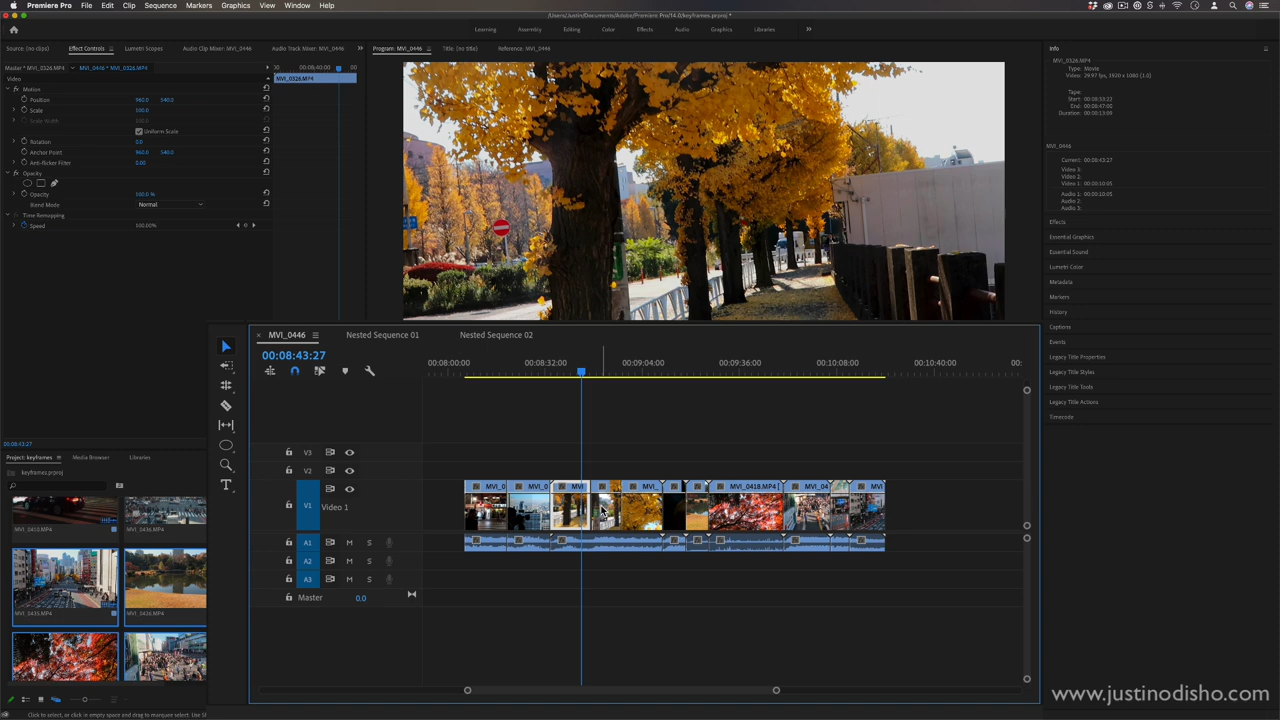 Premiere Pro File Edit Clip Sequence Markers Graphics View Window Help
/Users/Justin/Documents/Adobe/Premiere Pro/14.0/keyframes.prproj *
Learning Assembly Editing Color Effects Audio Graphics Libraries
Source: (no clips) Effect Controls Lumetri Scopes Audio Clip Mixer: MVI_0446 Audio Track Mixer: MVI_0446
Program: MVI_0446 Title: (no title) Reference: MVI_0446
Info
Master * MVI_0326.MP4 MVI_0446 * MVI_0326.MP4
:00 00:08:40:00 00
Video
MVI_0326.MP4
fx Motion
Position 960.0 540.0
Scale 100.0
Scale Width 100.0
Uniform Scale
Rotation 0.0
Anchor Point 960.0 540.0
Anti-flicker Filter 0.00
fx Opacity
Opacity 100.0 %
Blend Mode Normal
Time Remapping
Speed 100.00%
MVI_0326.MP4
Type: Movie
Video: 29.97 fps, 1920 x 1080 (1.0)
Tape:
Start: 00:08:33:22
End: 00:08:47:00
Duration: 00:00:13:09
MVI_0446
Current: 00:08:43:27
Video 3:
Video 2:
Video 1: 00:00:10:05
Audio 1: 00:00:10:05
Audio 2:
Audio 3:
Effects
Essential Graphics
Essential Sound
Lumetri Color
Metadata
Markers
History
Captions
Events
Legacy Title Properties
Legacy Title Styles
Legacy Title Tools
Legacy Title Actions
Timecode
MVI_0446 Nested Sequence 01 Nested Sequence 02
00:08:43:27
00:08:00:00 00:08:32:00 00:09:04:00 00:09:36:00 00:10:08:00 00:10:40:00 00:
V3
V2
V1 Video 1
MVI_0 MVI_0 MVI MVI_ MVI MVI_0418.MP4 [ MVI_04 MVI
A1 M S
A2 M S
A3 M S
Master 0.0
00:08:43:27
Project: keyframes Media Browser Libraries
keyframes.prproj
MVI_0436.MP4
MVI_0435.MP4 MVI_0426.MP4
Click to select, or click in empty space and drag to marquee select. Use Sh
www.justinodisho.com